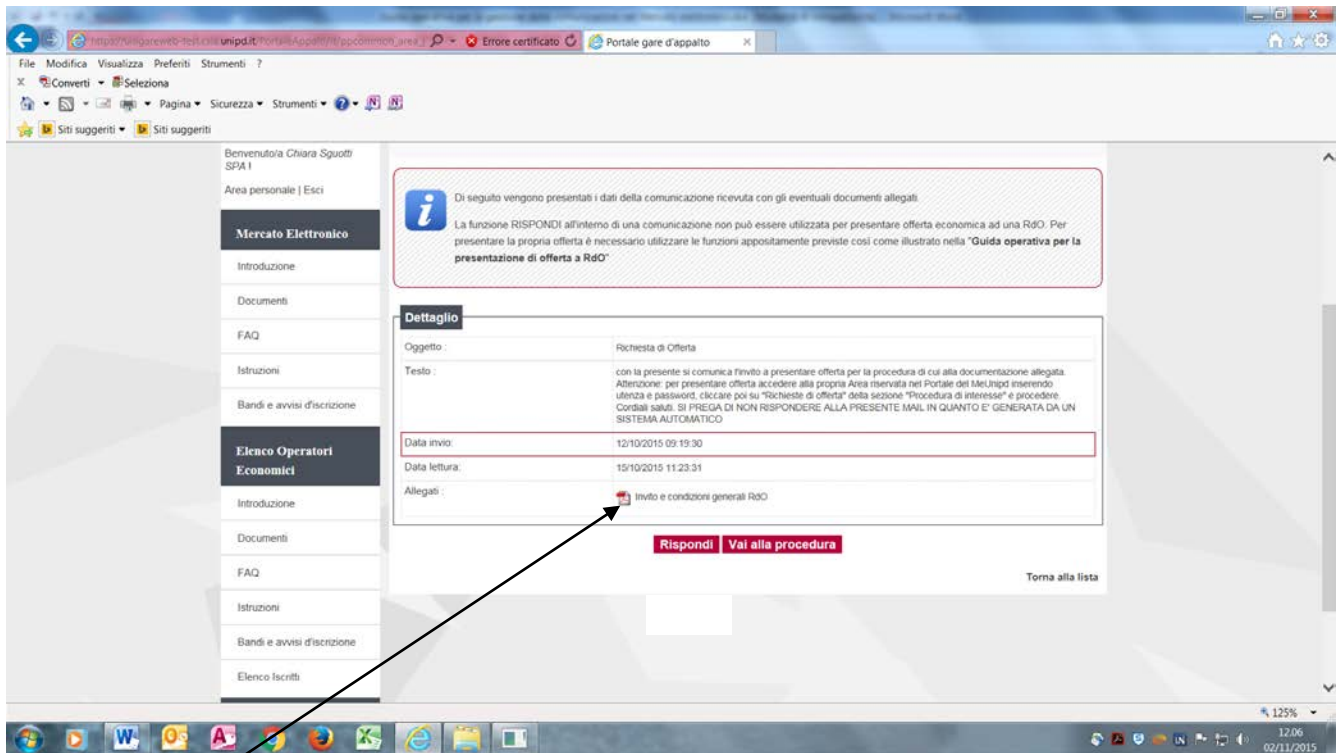 unipd.it
Errore certificato
Portale gare d'appalto
File Modifica Visualizza Preferiti Strumenti ?
x Converti Seleziona
Pagina Sicurezza Strumenti
Siti suggeriti Siti suggeriti
Benvenuto/a Chiara Sguotti
SPA !
Area personale | Esci
Mercato Elettronico
Introduzione
Documenti
FAQ
Istruzioni
Bandi e avvisi d'iscrizione
Elenco Operatori
Economici
Introduzione
Documenti
FAQ
Istruzioni
Bandi e avvisi d'iscrizione
Elenco Iscritti
Di seguito vengono presentati i dati della comunicazione ricevuta con gli eventuali documenti allegati.
La funzione RISPONDI all'interno di una comunicazione non può essere utilizzata per presentare offerta economica ad una RdO. Per
presentare la propria offerta è necessario utilizzare le funzioni appositamente previste così come illustrato nella "Guida operativa per la
presentazione di offerta a RdO"
Dettaglio
Oggetto : Richiesta di Offerta
Testo : con la presente si comunica l'invito a presentare offerta per la procedura di cui alla documentazione allegata.
Attenzione: per presentare offerta accedere alla propria Area riservata nel Portale del MeUnipd inserendo
utenza e password, cliccare poi su "Richieste di offerta" della sezione "Procedura di interesse" e procedere.
Cordiali saluti. SI PREGA DI NON RISPONDERE ALLA PRESENTE MAIL IN QUANTO E' GENERATA DA UN
SISTEMA AUTOMATICO
Data invio: 12/10/2015 09:19:30
Data lettura: 15/10/2015 11:23:31
Allegati : Invito e condizioni generali RdO
Rispondi Vai alla procedura
Torna alla lista
125%
12.06
02/11/2015